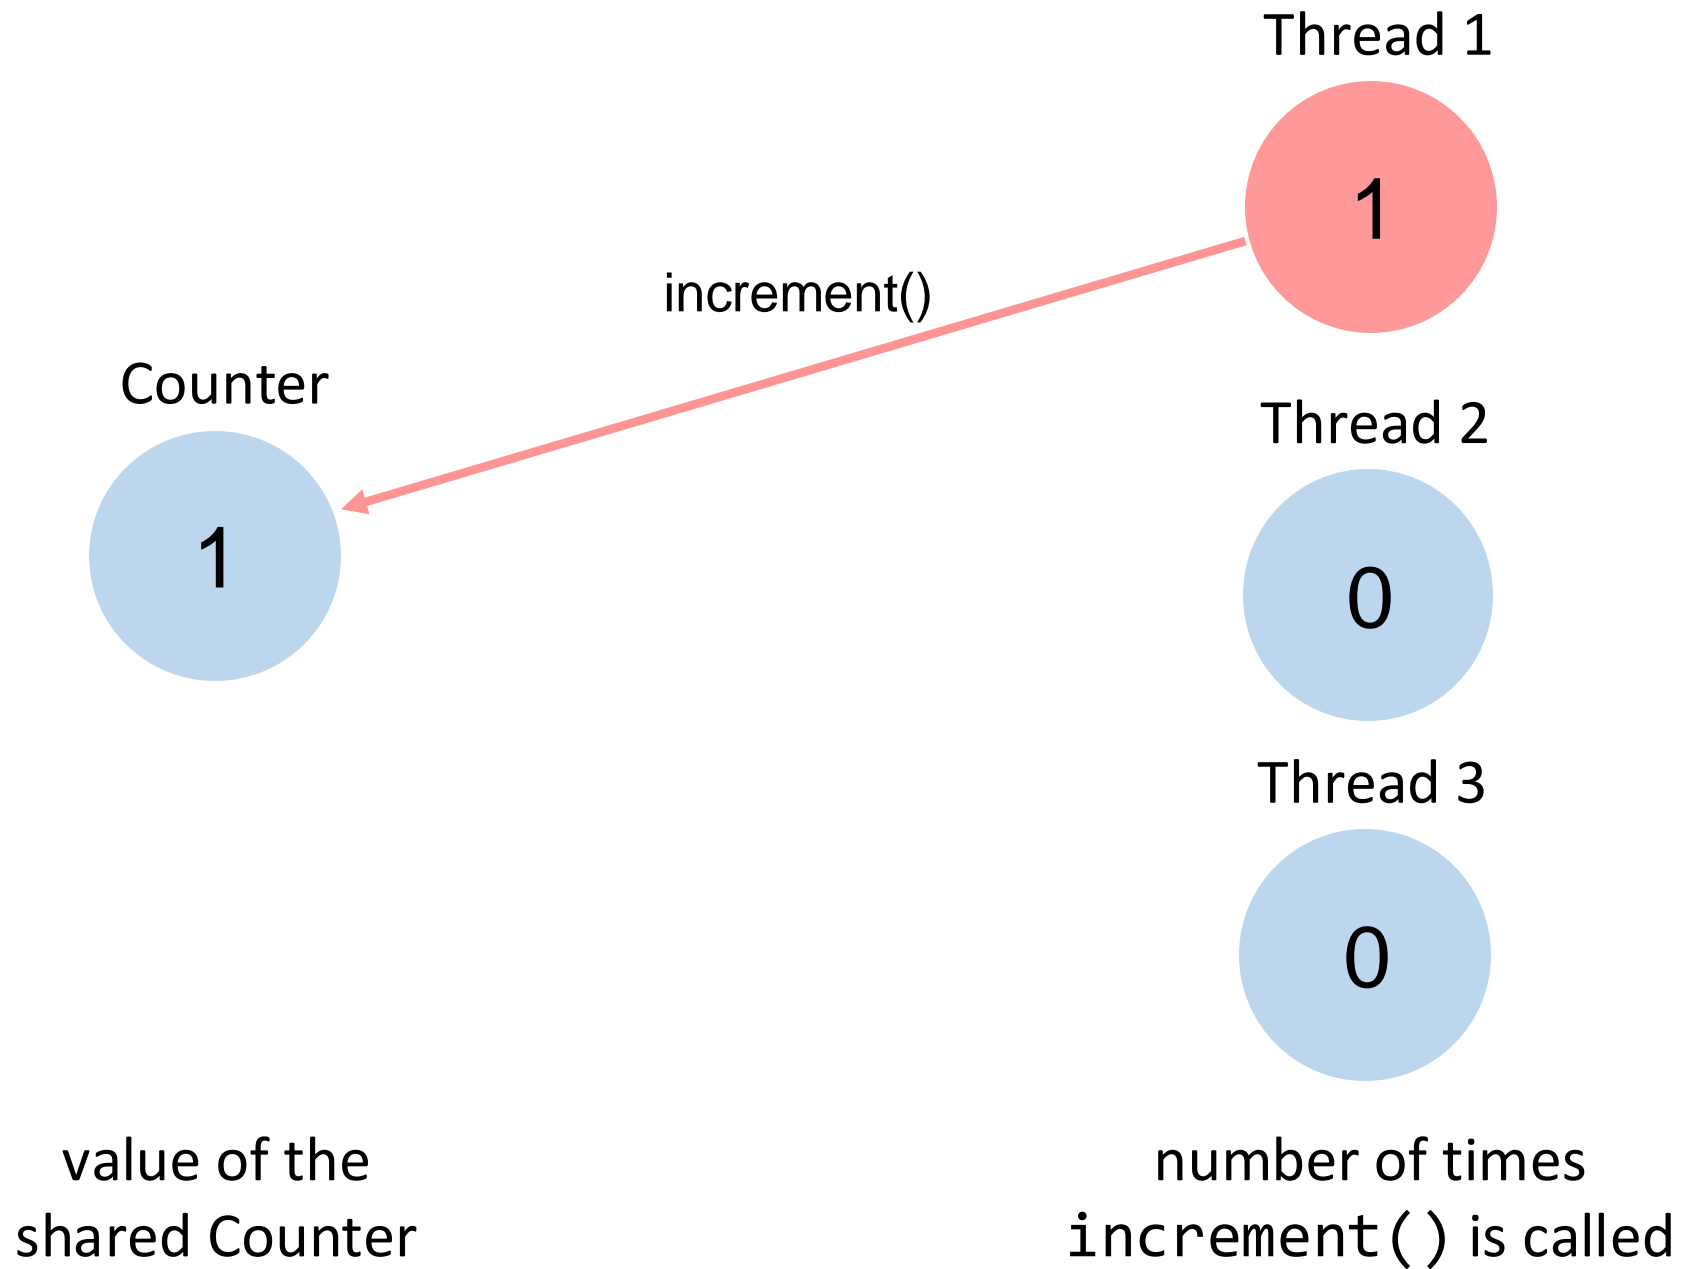 Thread 1
1
increment()
Counter
1
Thread 2
0
Thread 3
0
value of the
shared Counter
number of times
increment() is called